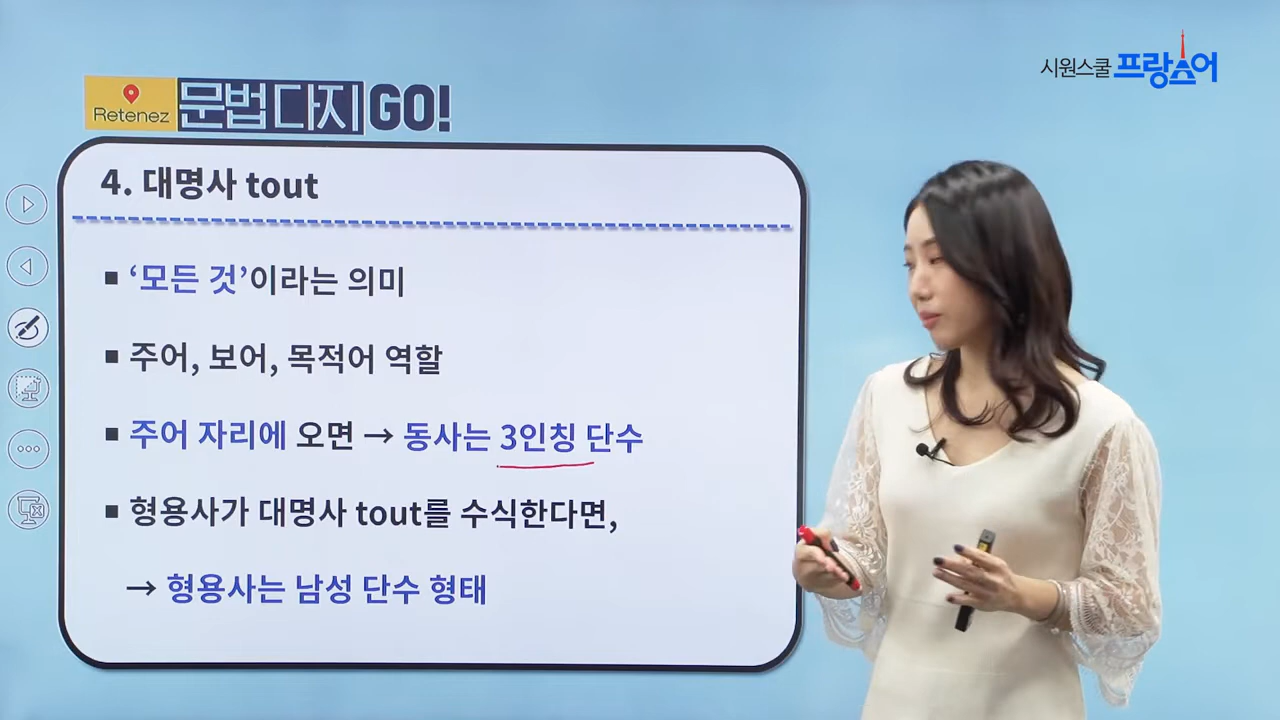 시원스쿨 프랑스어
Retenez 문법 다지 GO!
4. 대명사 tout
▪ ‘모든 것’이라는 의미
▪ 주어, 보어, 목적어 역할
▪ 주어 자리에 오면 → 동사는 3인칭 단수
▪ 형용사가 대명사 tout를 수식한다면,
→ 형용사는 남성 단수 형태